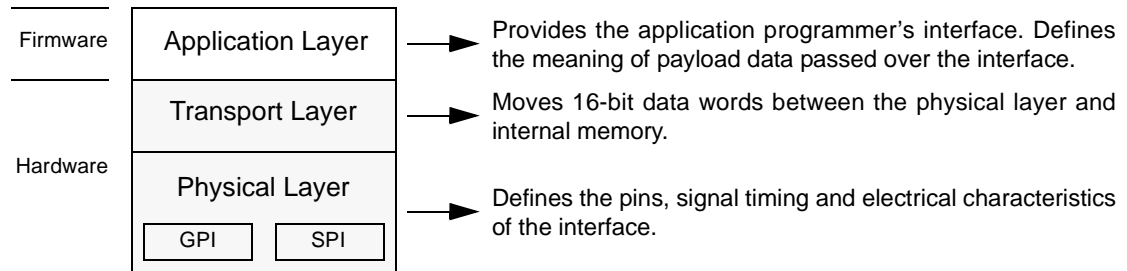 Firmware
Application Layer
Provides the application programmer's interface. Defines
the meaning of payload data passed over the interface.
Transport Layer
Moves 16-bit data words between the physical layer and
internal memory.
Hardware
Physical Layer
GPI
SPI
Defines the pins, signal timing and electrical characteristics
of the interface.